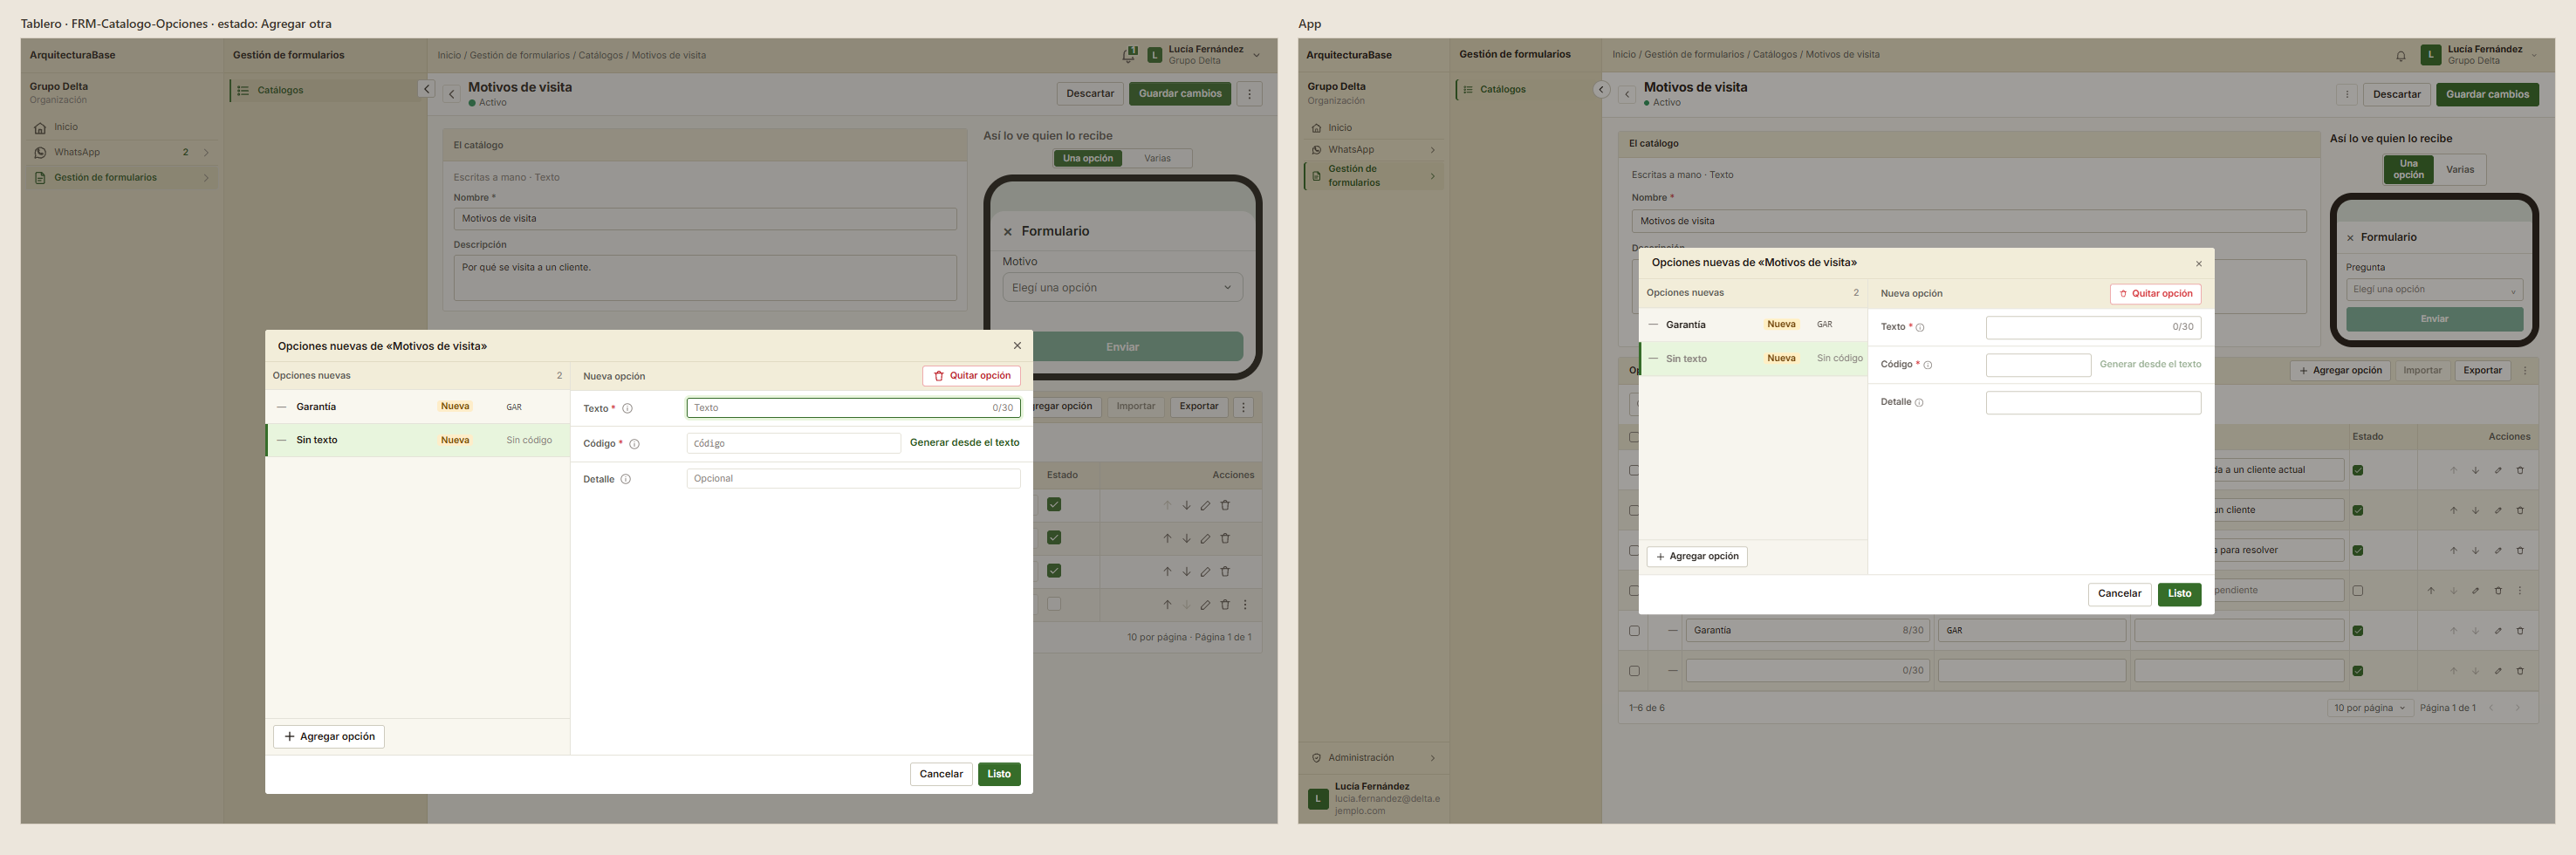 Tablero · FRM-Catalogo-Opciones · estado: Agregar otra
ArquitecturaBase
Gestión de formularios
Inicio / Gestión de formularios / Catálogos / Motivos de visita
1
L
Lucía Fernández
Grupo Delta
Grupo Delta
Organización
Inicio
WhatsApp 2
Gestión de formularios
Catálogos
Motivos de visita
Activo
Descartar
Guardar cambios
El catálogo
Escritas a mano · Texto
Nombre *
Motivos de visita
Descripción
Por qué se visita a un cliente.
Así lo ve quien lo recibe
Una opción
Varias
Formulario
Motivo
Elegí una opción
Enviar
gregar opción
Importar
Exportar
Estado
Acciones
10 por página · Página 1 de 1
Opciones nuevas de «Motivos de visita»
Opciones nuevas 2
Garantía Nueva GAR
Sin texto Nueva Sin código
Agregar opción
Nueva opción
Quitar opción
Texto *
Texto 0/30
Código *
Código
Generar desde el texto
Detalle
Opcional
Cancelar
Listo
App
ArquitecturaBase
Gestión de formularios
Inicio / Gestión de formularios / Catálogos / Motivos de visita
L
Lucía Fernández
Grupo Delta
Grupo Delta
Organización
Inicio
WhatsApp
Gestión de
formularios
Catálogos
Motivos de visita
Activo
Descartar
Guardar cambios
El catálogo
Escritas a mano · Texto
Nombre *
Motivos de visita
Así lo ve quien lo recibe
Una
opción
Varias
Formulario
Pregunta
Elegí una opción
Enviar
Agregar opción
Importar
Exportar
Estado
Acciones
da a un cliente actual
un cliente
a para resolver
pendiente
Garantía 8/30 GAR
0/30
1–6 de 6
10 por página
Página 1 de 1
Opciones nuevas de «Motivos de visita»
Opciones nuevas 2
Garantía Nueva GAR
Sin texto Nueva Sin código
Agregar opción
Nueva opción
Quitar opción
Texto *
0/30
Código *
Generar desde el texto
Detalle
Cancelar
Listo
Administración
L
Lucía Fernández
lucia.fernandez@delta.e
jemplo.com